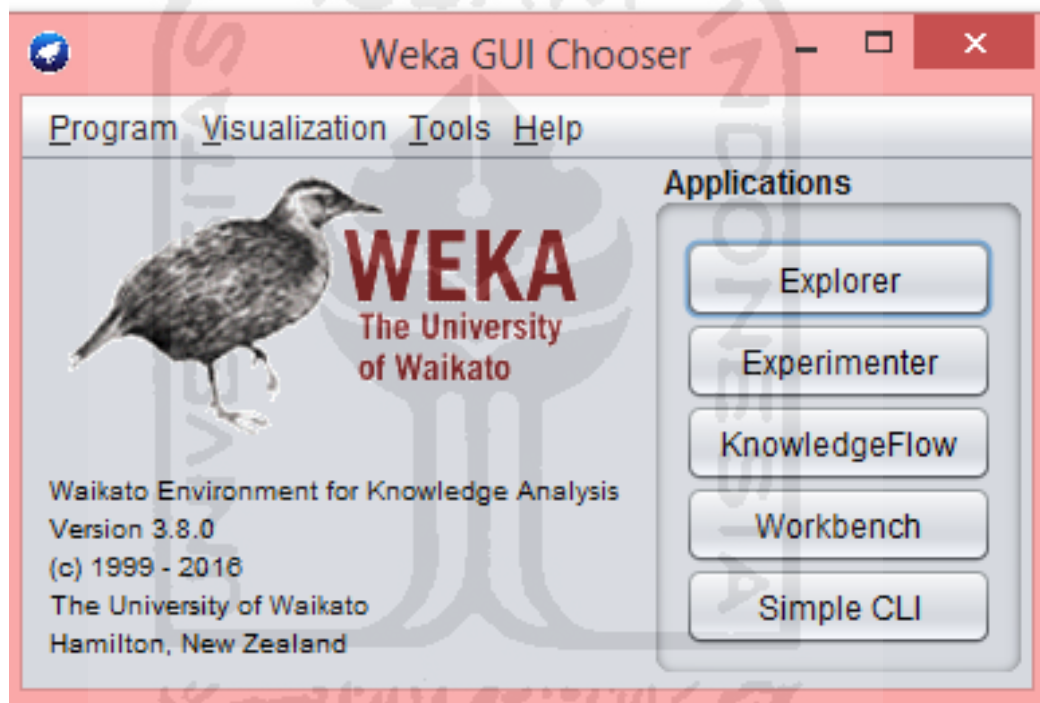 Weka GUI Chooser
Program Visualization Tools Help
WEKA
The University
of Waikato
Waikato Environment for Knowledge Analysis
Version 3.8.0
(c) 1999 - 2016
The University of Waikato
Hamilton, New Zealand
Applications
Explorer
Experimenter
KnowledgeFlow
Workbench
Simple CLI
INDONESIA